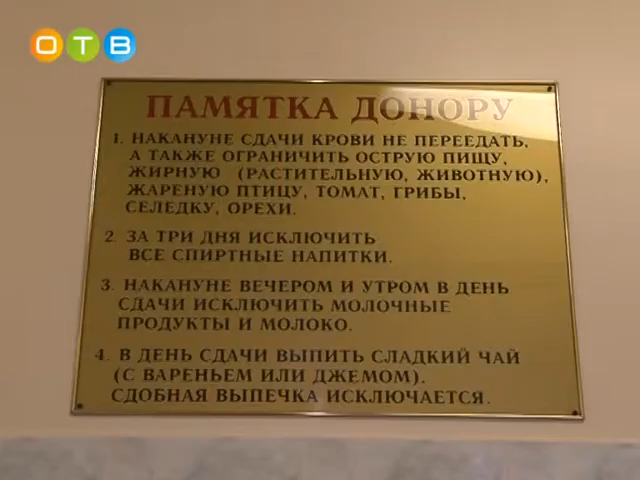 ОТВ
ПАМЯТКА ДОНОРУ
1. НАКАНУНЕ СДАЧИ КРОВИ НЕ ПЕРЕЕДАТЬ,
А ТАКЖЕ ОГРАНИЧИТЬ ОСТРУЮ ПИЩУ,
ЖИРНУЮ (РАСТИТЕЛЬНУЮ, ЖИВОТНУЮ),
ЖАРЕНУЮ ПТИЦУ, ТОМАТ, ГРИБЫ,
СЕЛЕДКУ, ОРЕХИ.
2. ЗА ТРИ ДНЯ ИСКЛЮЧИТЬ
ВСЕ СПИРТНЫЕ НАПИТКИ.
3. НАКАНУНЕ ВЕЧЕРОМ И УТРОМ В ДЕНЬ
СДАЧИ ИСКЛЮЧИТЬ МОЛОЧНЫЕ
ПРОДУКТЫ И МОЛОКО.
4. В ДЕНЬ СДАЧИ ВЫПИТЬ СЛАДКИЙ ЧАЙ
(С ВАРЕНЬЕМ ИЛИ ДЖЕМОМ).
СДОБНАЯ ВЫПЕЧКА ИСКЛЮЧАЕТСЯ.